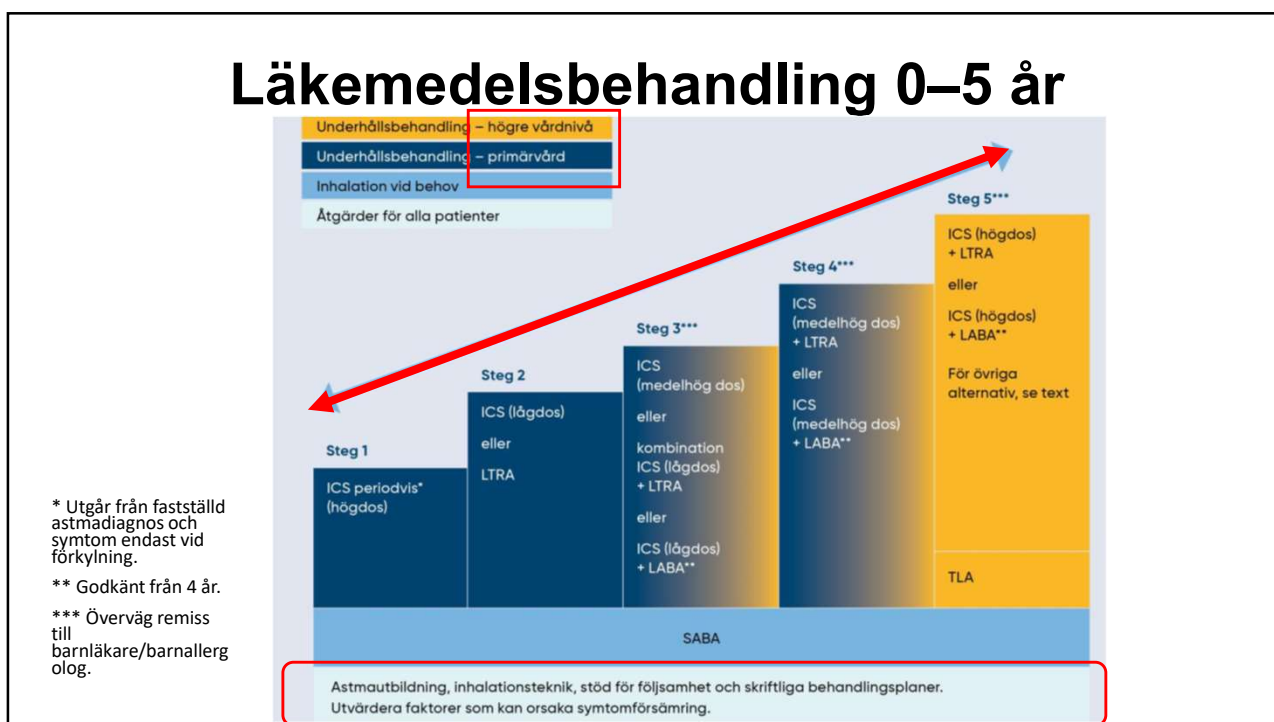 Läkemedelsbehandling 0–5 år
Underhållsbehandling – högre vårdnivå
Underhållsbehandling – primärvård
Inhalation vid behov
Åtgärder för alla patienter
Steg 1
ICS periodvis*
(högdos)
Steg 2
ICS (lågdos)
eller
LTRA
Steg 3***
ICS
(medelhög dos)
eller
kombination
ICS (lågdos)
+ LTRA
eller
ICS (lågdos)
+ LABA**
Steg 4***
ICS
(medelhög dos)
+ LTRA
eller
ICS
(medelhög dos)
+ LABA**
Steg 5***
ICS (högdos)
+ LTRA
eller
ICS (högdos)
+ LABA**
För övriga
alternativ, se text
TLA
SABA
Astmautbildning, inhalationsteknik, stöd för följsamhet och skriftliga behandlingsplaner.
Utvärdera faktorer som kan orsaka symtomförsämring.
* Utgår från fastställd
astmadiagnos och
symtom endast vid
förkylning.
** Godkänt från 4 år.
*** Överväg remiss
till
barnläkare/barnallerg
olog.